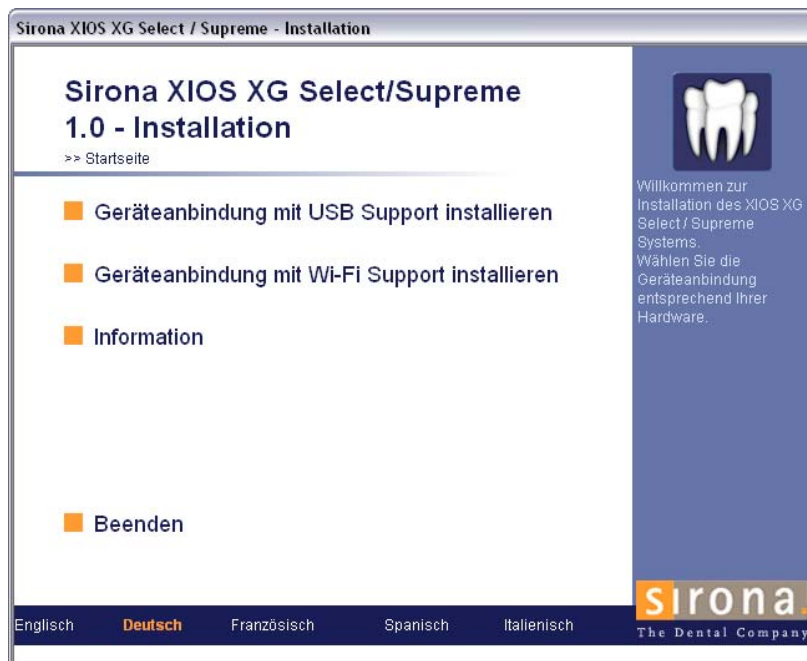 Sirona XIOS XG Select / Supreme - Installation
Sirona XIOS XG Select/Supreme
1.0 - Installation
>> Startseite
Geräteanbindung mit USB Support installieren
Geräteanbindung mit Wi-Fi Support installieren
Information
Beenden
Willkommen zur
Installation des XIOS XG
Select / Supreme
Systems.
Wählen Sie die
Geräteanbindung
entsprechend Ihrer
Hardware.
sirona.
The Dental Company
Englisch Deutsch Französisch Spanisch Italienisch